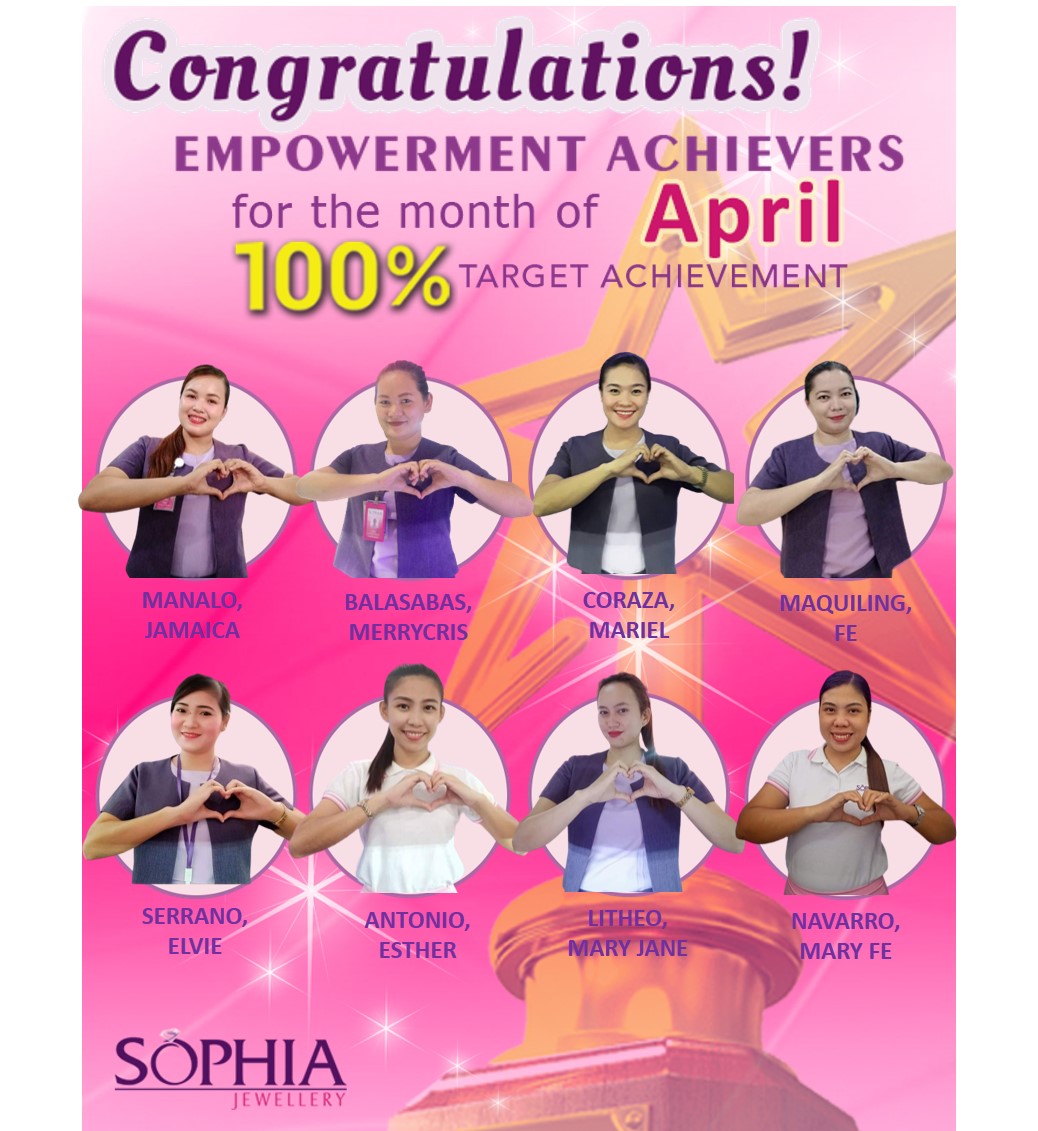 Congratulations!
EMPOWERMENT ACHIEVERS
for the month of April
100% TARGET ACHIEVEMENT
MANALO,
JAMAICA
BALASABAS,
MERRYCRIS
CORAZA,
MARIEL
MAQUILING,
FE
SERRANO,
ELVIE
ANTONIO,
ESTHER
LITHEO,
MARY JANE
NAVARRO,
MARY FE
SOPHIA
JEWELLERY